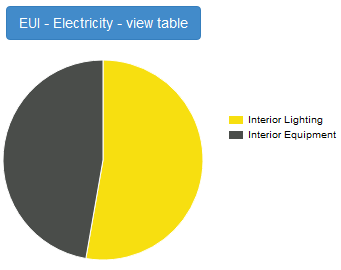 EUI - Electricity - view table
Interior Lighting
Interior Equipment